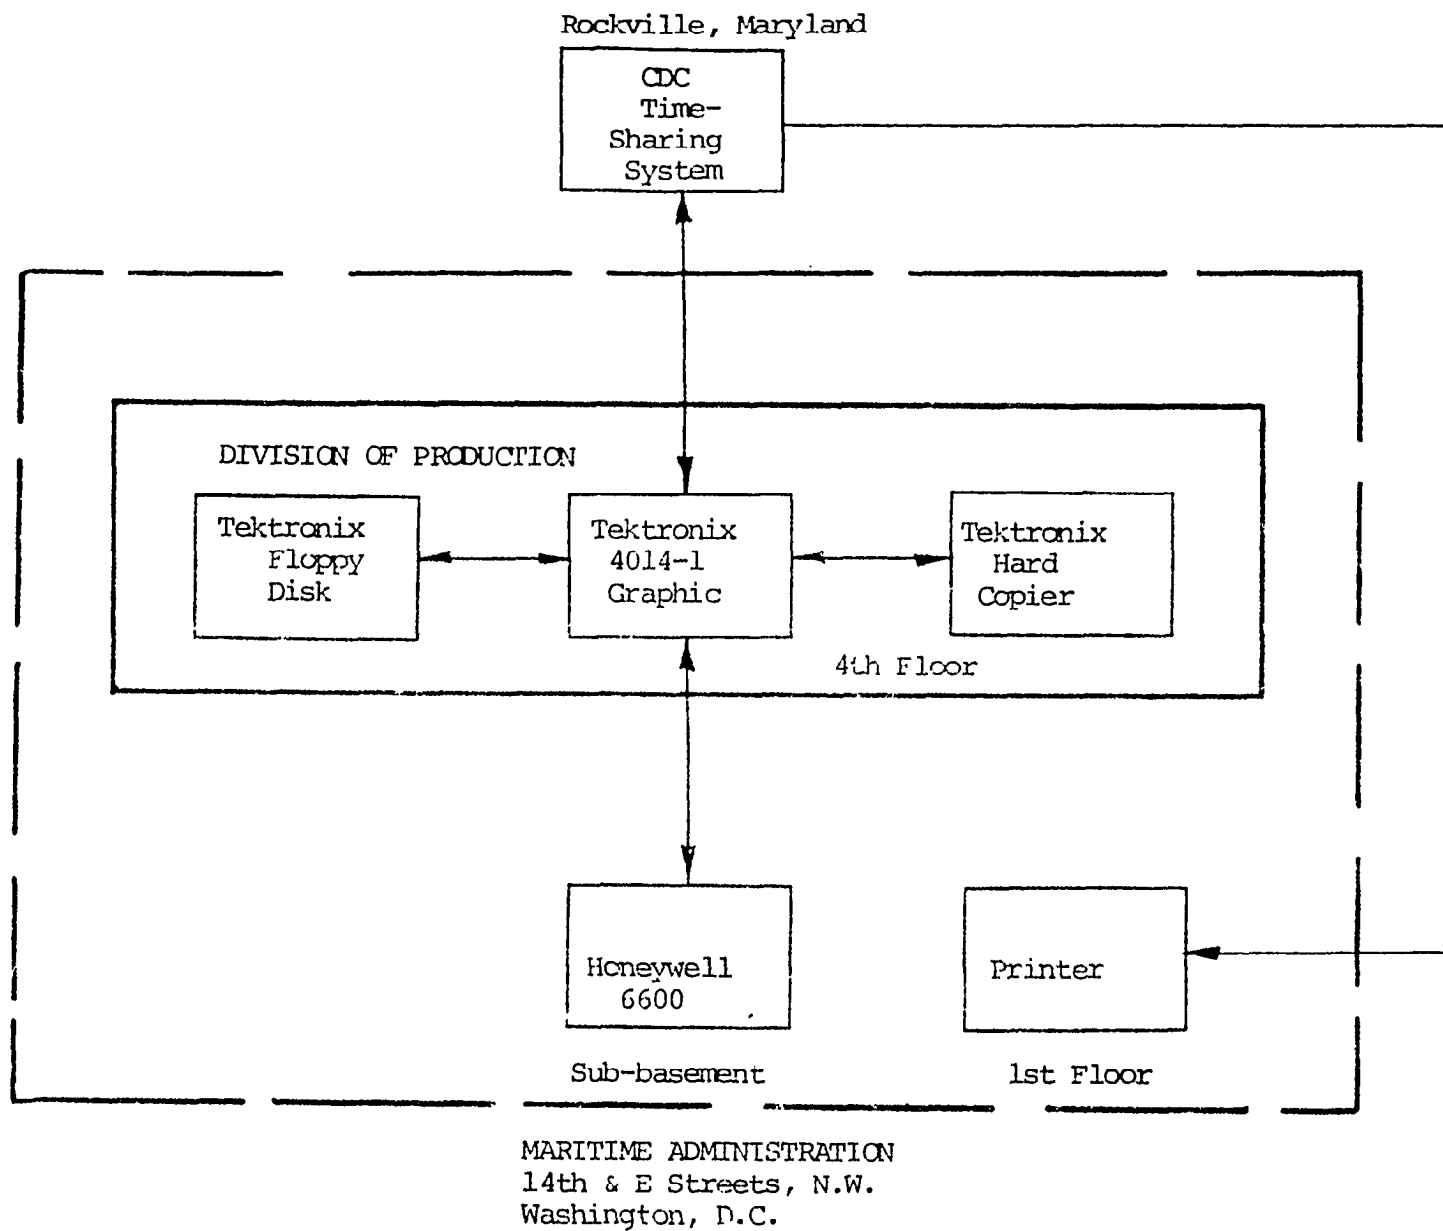 Rockville, Maryland
CDC
Time-
Sharing
System
DIVISION OF PRODUCTION
Tektronix
Floppy
Disk
Tektronix
4014-1
Graphic
Tektronix
Hard
Copier
4th Floor
Honeywell
6600
Printer
Sub-basement
1st Floor
MARITIME ADMINISTRATION
14th & E Streets, N.W.
Washington, D.C.